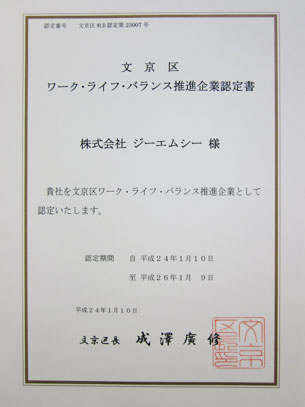 認定番号　文京区WLB認定第23007号
文京区
ワーク・ライフ・バランス推進企業認定書
株式会社 ジーエムシー 様
貴社を文京区ワーク・ライフ・バランス推進企業として
認定いたします。
認定期間　自 平成２４年１月１０日
至 平成２６年１月　９日
平成２４年１月１０日
文京区長　成澤廣修